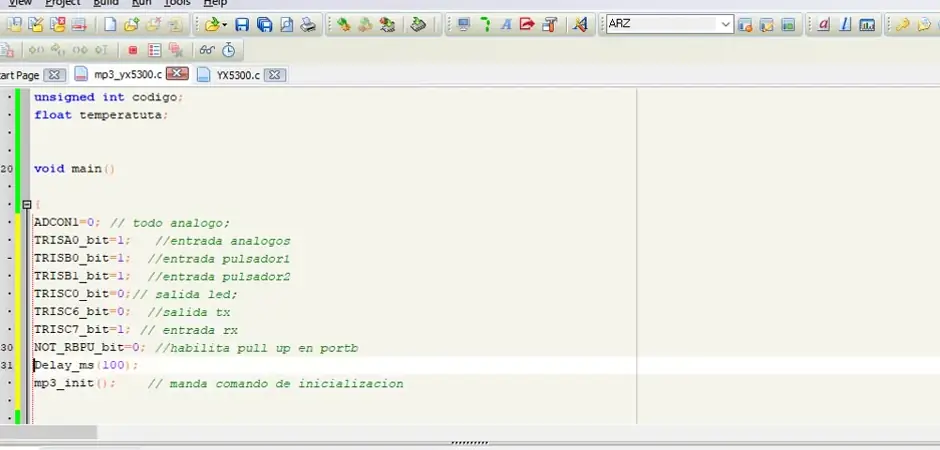 View Project Build Run Tools Help
ARZ
art Page mp3_yx5300.c YX5300.c
unsigned int codigo;
float temperatuta;
20 void main()
{
ADCON1=0; // todo analogo;
TRISA0_bit=1; //entrada analogos
TRISB0_bit=1; //entrada pulsador1
TRISB1_bit=1; //entrada pulsador2
TRISC0_bit=0;// salida led;
TRISC6_bit=0; //salida tx
TRISC7_bit=1; // entrada rx
30 NOT_RBPU_bit=0; //habilita pull up en portb
31 Delay_ms(100);
mp3_init(); // manda comando de inicializacion